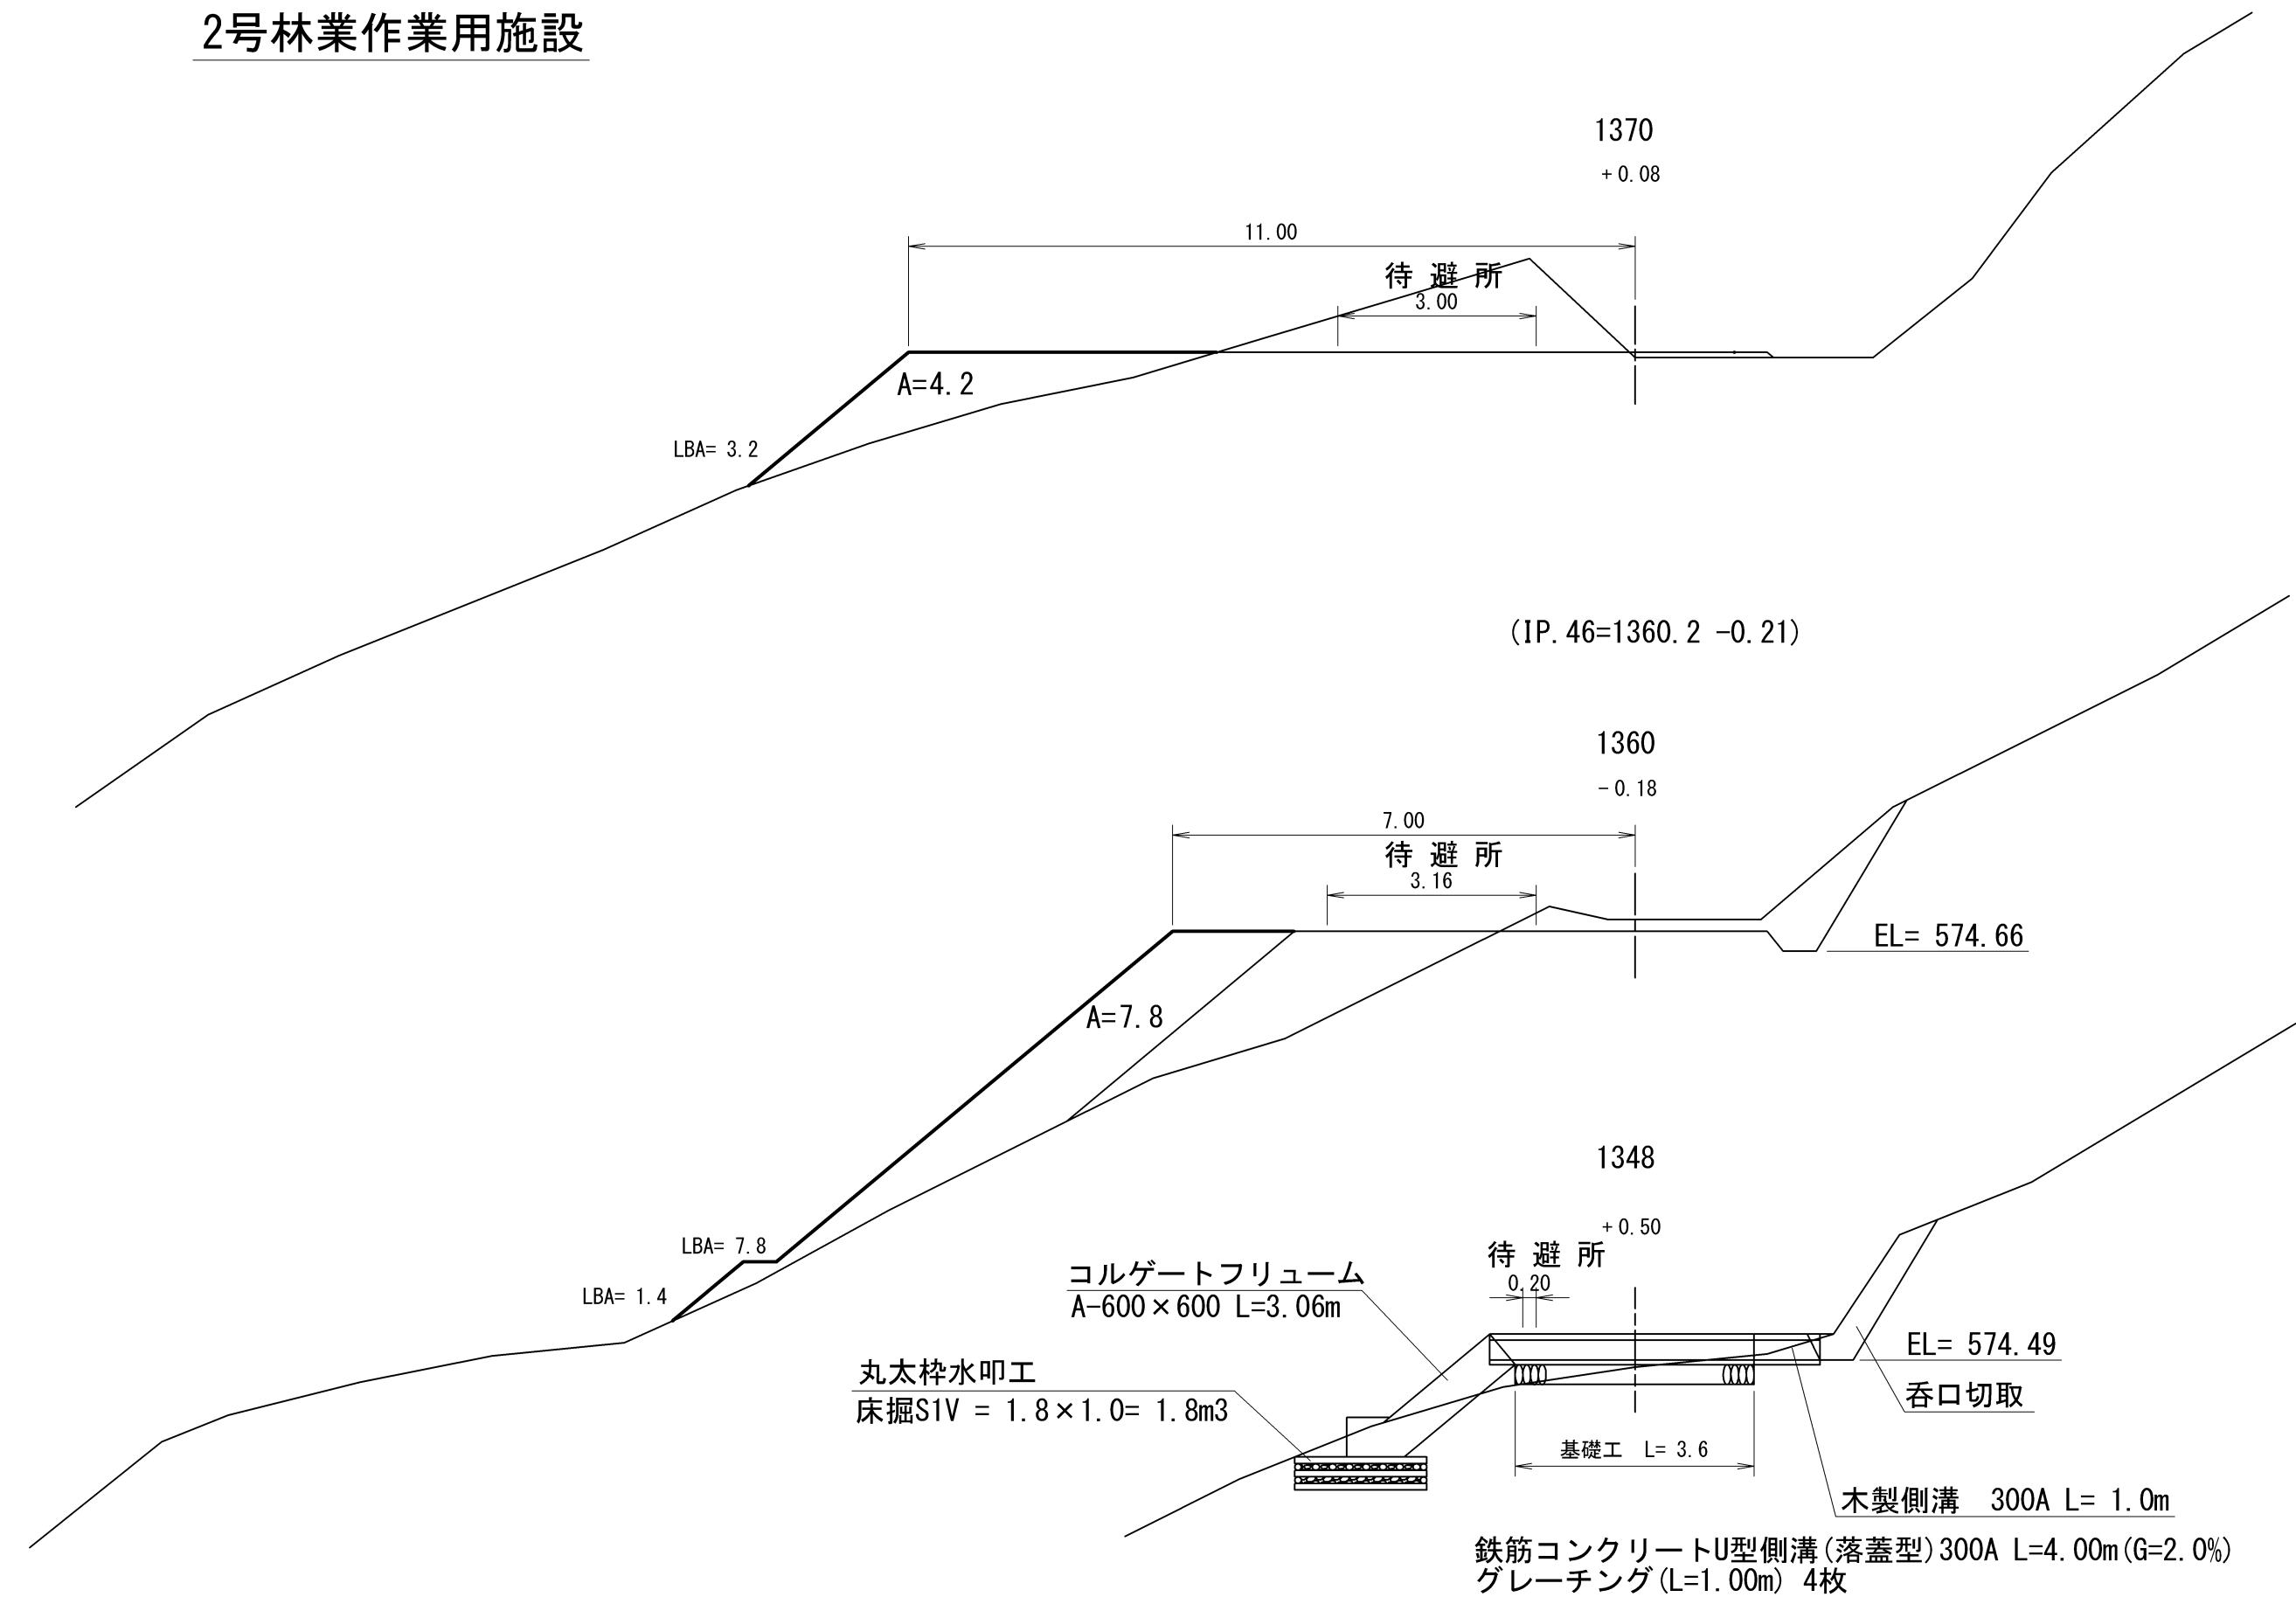 2号林業作業用施設
1370
+0.08
11.00
待 避 所
3.00
A=4.2
LBA= 3.2
(IP.46=1360.2 -0.21)
1360
-0.18
7.00
待 避 所
3.16
EL= 574.66
A=7.8
LBA= 7.8
LBA= 1.4
1348
+0.50
待 避 所
0.20
コルゲートフリューム
A-600×600 L=3.06m
丸太枠水叩工
床掘S1V = 1.8×1.0= 1.8m3
EL= 574.49
呑口切取
基礎工 L= 3.6
木製側溝 300A L= 1.0m
鉄筋コンクリートU型側溝(落蓋型)300A L=4.00m(G=2.0%)
グレーチング(L=1.00m) 4枚